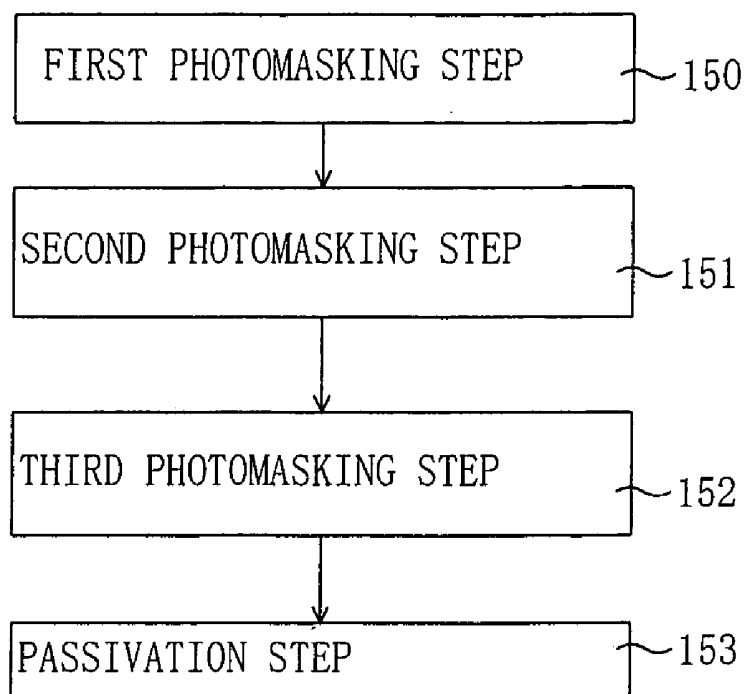 FIRST PHOTOMASKING STEP
150
SECOND PHOTOMASKING STEP
151
THIRD PHOTOMASKING STEP
152
PASSIVATION STEP
153